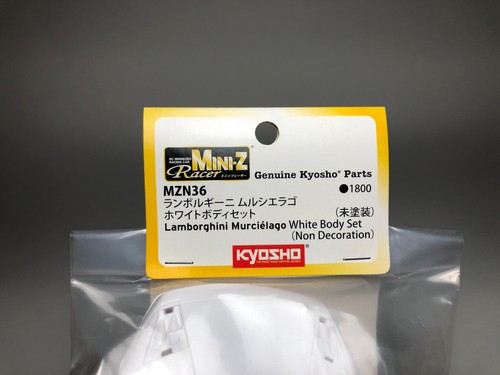 RC MINIATURE
RACING CAR
MINI-Z
Racer ミニッツレーサー
Genuine Kyosho® Parts
MZN36
●1800
ランボルギーニ ムルシエラゴ
ホワイトボディセット (未塗装)
Lamborghini Murciélago White Body Set
(Non Decoration)
KYOSHO